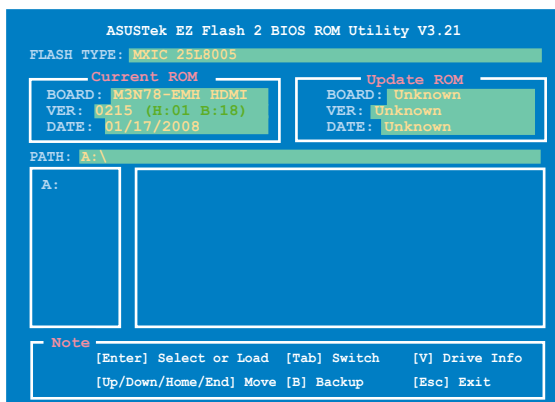 ASUSTek EZ Flash 2 BIOS ROM Utility V3.21
FLASH TYPE: MXIC 25L8005
Current ROM
BOARD: M3N78-EMH HDMI
VER: 0215 (H:01 B:18)
DATE: 01/17/2008
Update ROM
BOARD: Unknown
VER: Unknown
DATE: Unknown
PATH: A:\
A:
Note
[Enter] Select or Load [Tab] Switch [V] Drive Info
[Up/Down/Home/End] Move [B] Backup [Esc] Exit